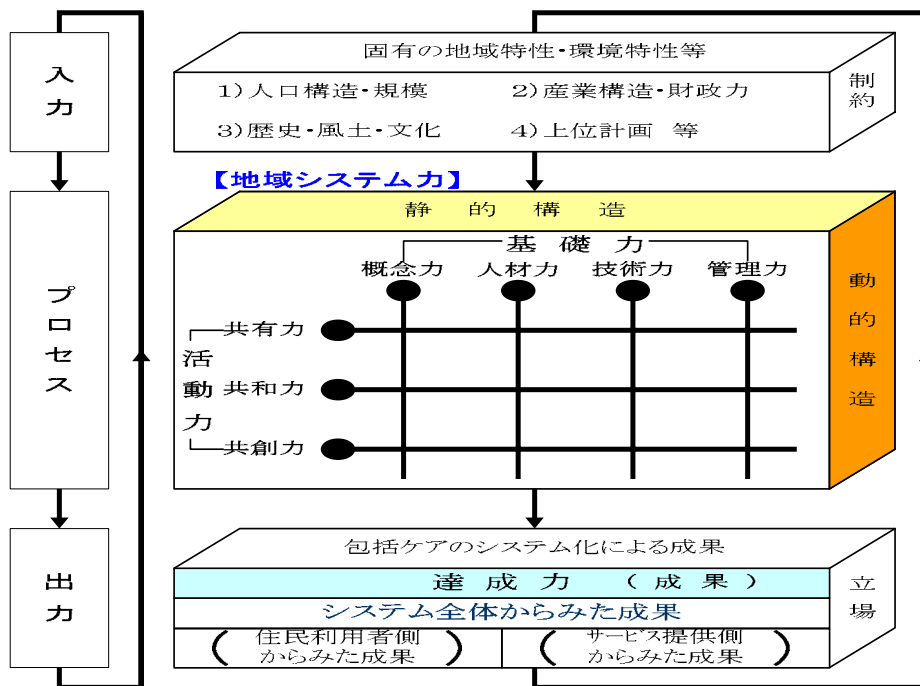 入力
固有の地域特性・環境特性等
1)人口構造・規模 2)産業構造・財政力
3)歴史・風土・文化 4)上位計画 等
制約
【地域システム力】
プロセス
静的構造
基礎力
概念力 人材力 技術力 管理力
活動力
共有力
共和力
共創力
動的構造
出力
包括ケアのシステム化による成果
達成力 (成果)
システム全体からみた成果
(住民利用者側
からみた成果)
(サービス提供側
からみた成果)
立場